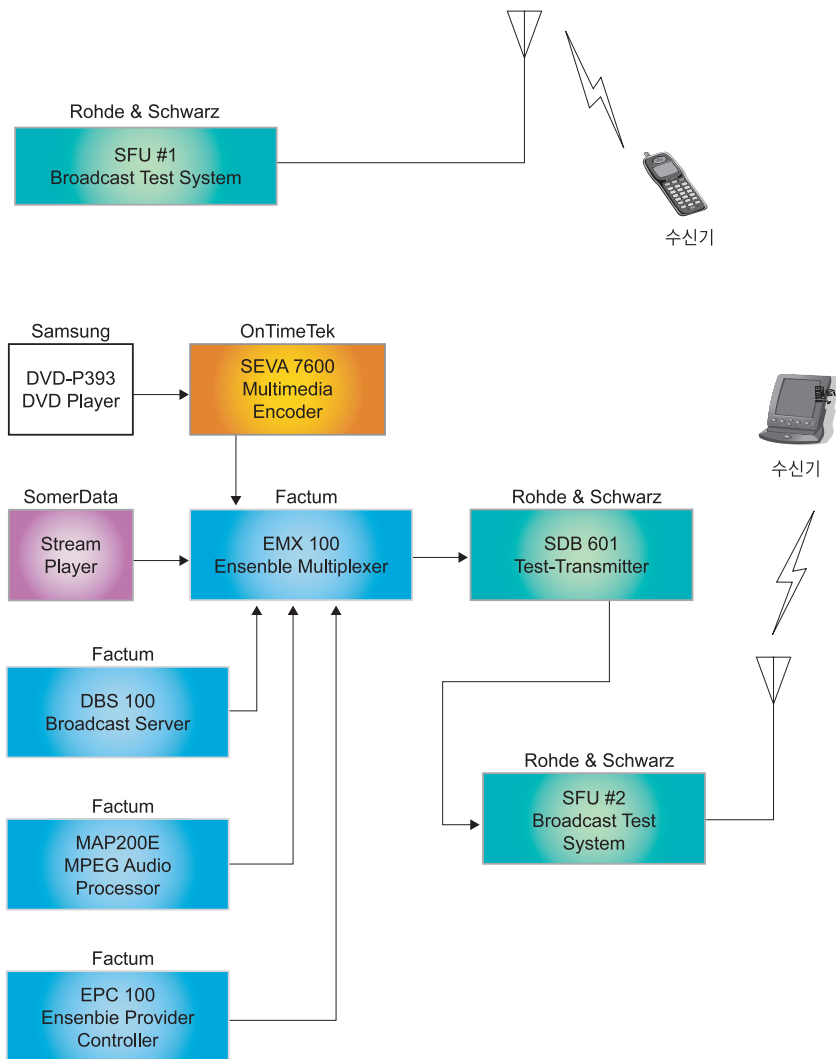 Rohde & Schwarz
SFU #1
Broadcast Test System
수신기
Samsung
DVD-P393
DVD Player
OnTimeTek
SEVA 7600
Multimedia
Encoder
수신기
SomerData
Stream
Player
Factum
EMX 100
Ensenble Multiplexer
Rohde & Schwarz
SDB 601
Test-Transmitter
Factum
DBS 100
Broadcast Server
Rohde & Schwarz
SFU #2
Broadcast Test
System
Factum
MAP200E
MPEG Audio
Processor
Factum
EPC 100
Ensenbie Provider
Controller